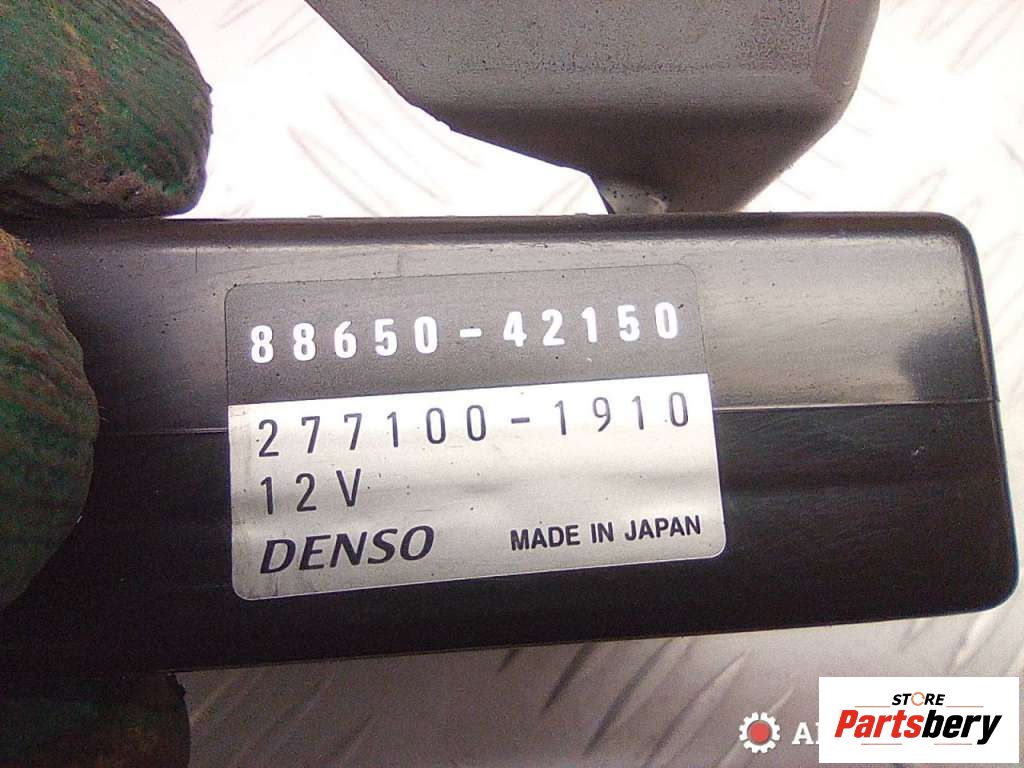 88650-42150
277100-1910
12V
DENSO MADE IN JAPAN
STORE
Partsbery